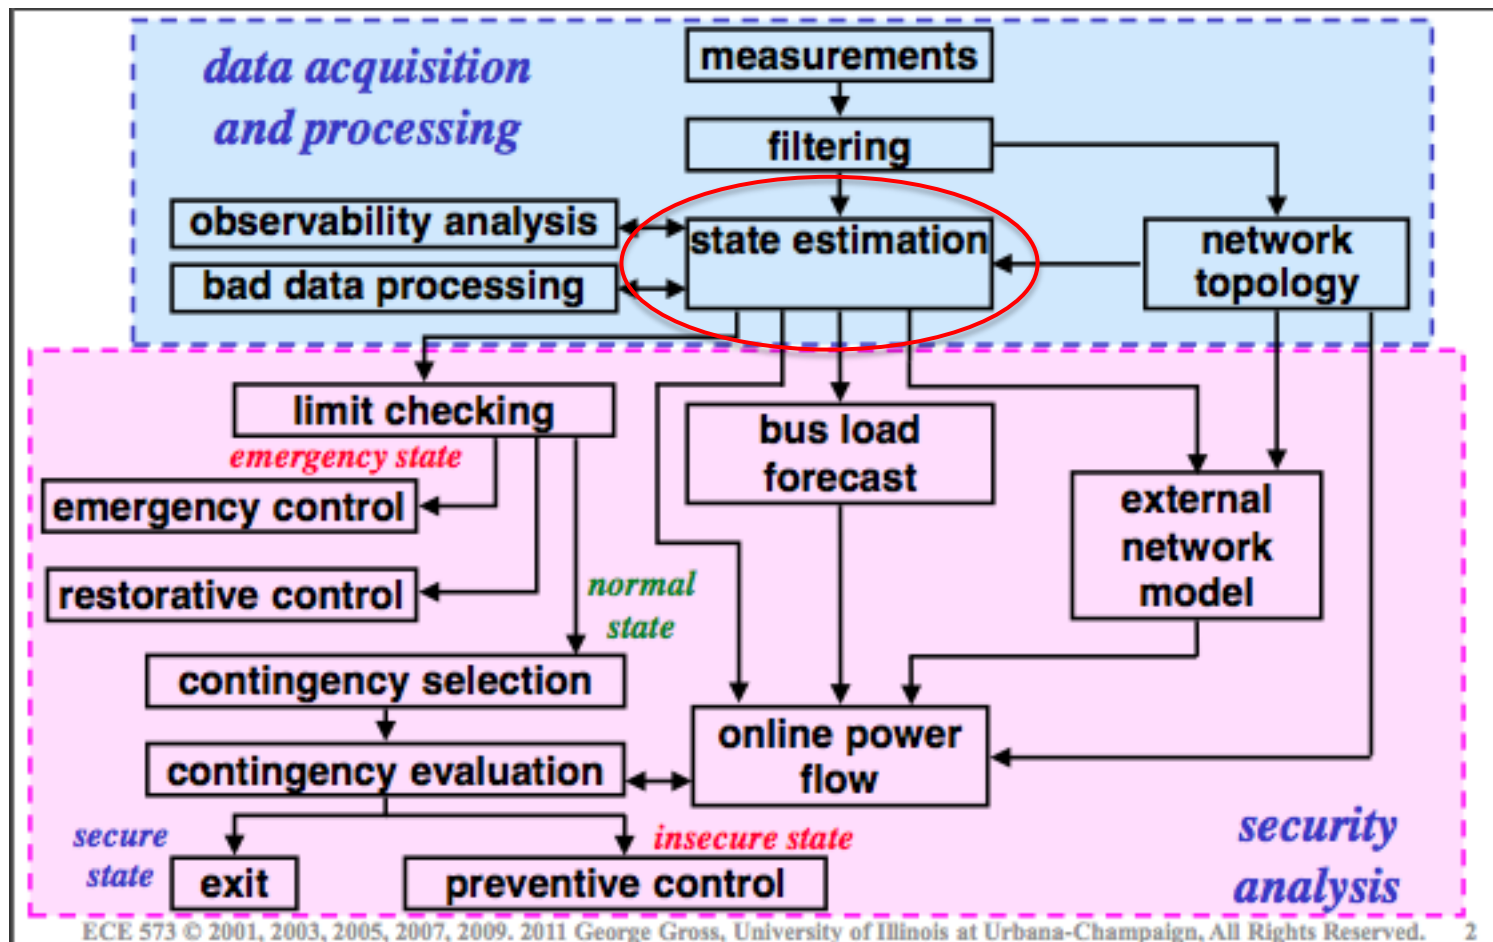 data acquisition
and processing
measurements
filtering
observability analysis
bad data processing
state estimation
network
topology
limit checking
emergency state
emergency control
restorative control
normal
state
bus load
forecast
external
network
model
contingency selection
contingency evaluation
online power
flow
secure
state
exit
insecure state
preventive control
security
analysis
ECE 573 © 2001, 2003, 2005, 2007, 2009. 2011 George Gross, University of Illinois at Urbana-Champaign, All Rights Reserved. 2